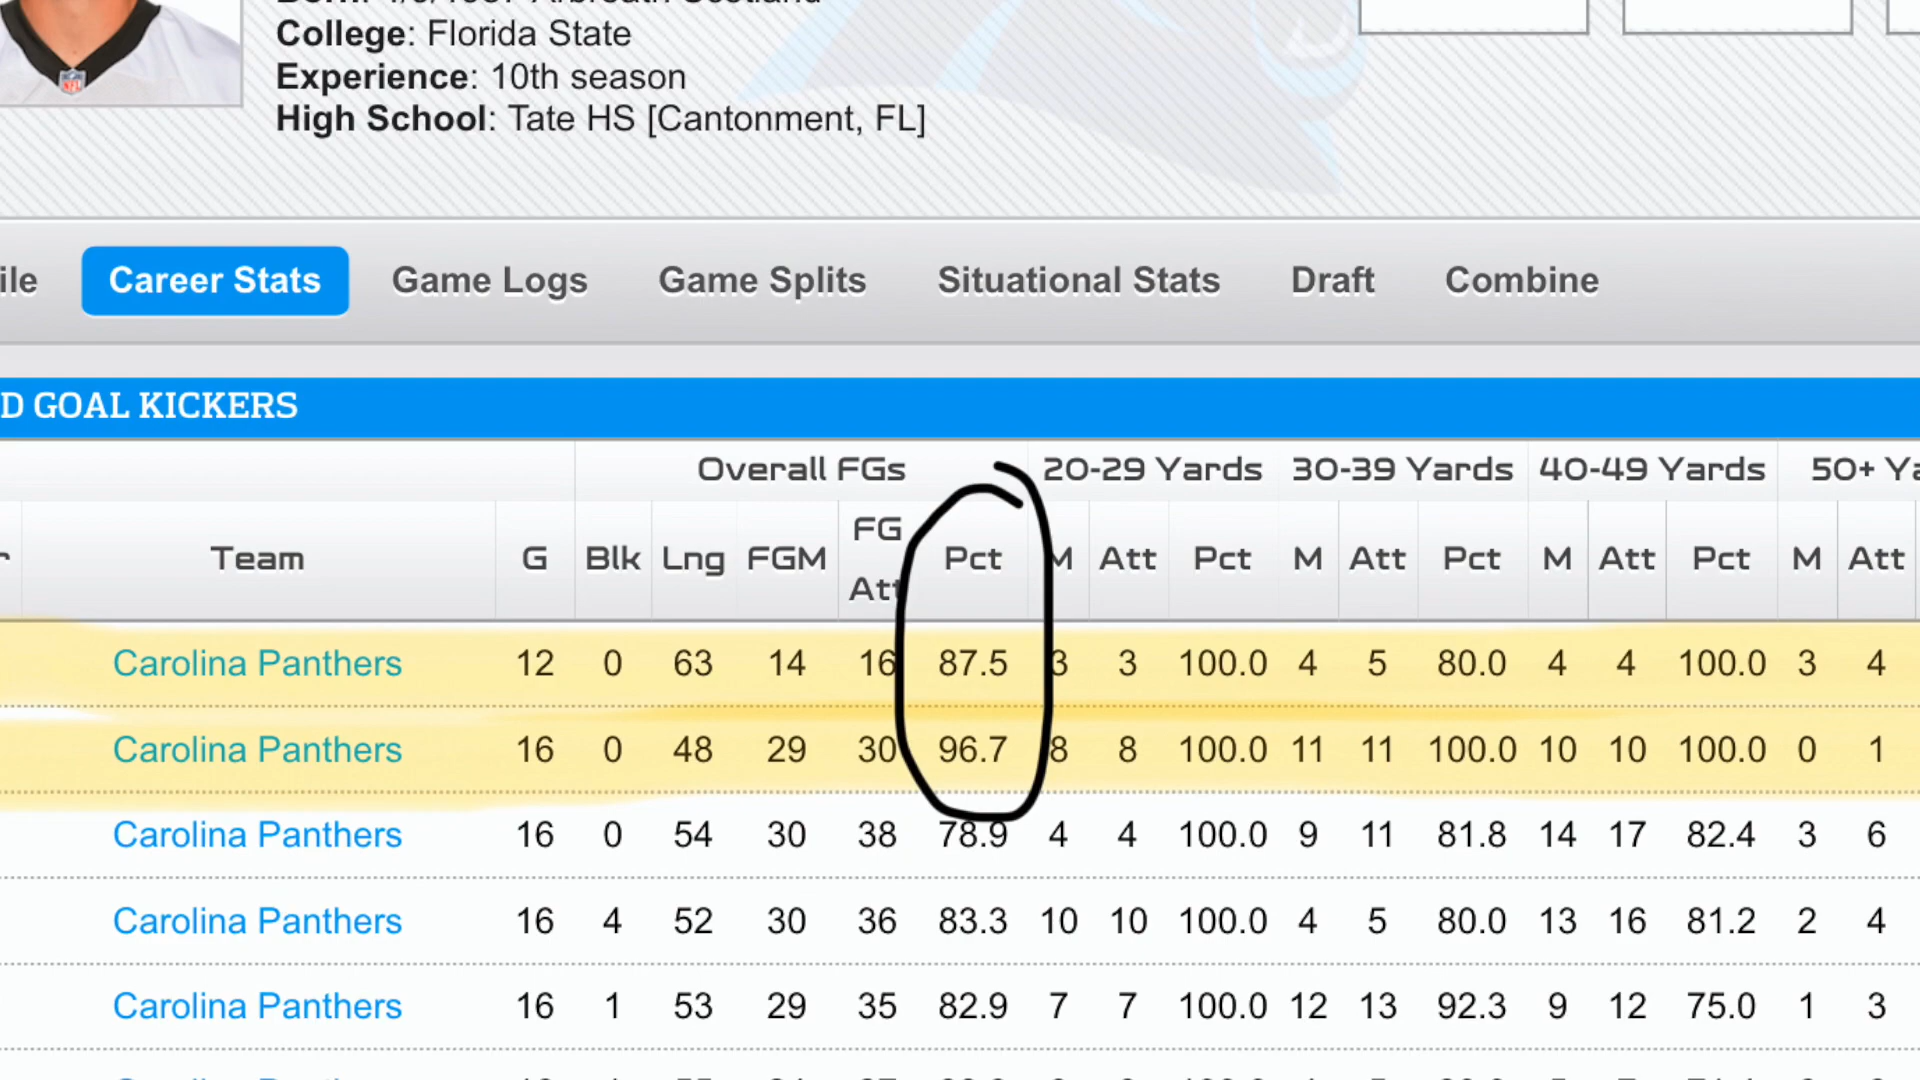 College: Florida State
Experience: 10th season
High School: Tate HS [Cantonment, FL]
NFL
Career Stats Game Logs Game Splits Situational Stats Draft Combine
GOAL KICKERS
Overall FGs 20-29 Yards 30-39 Yards 40-49 Yards 50+
Team G Blk Lng FGM FG Att Pct M Att Pct M Att Pct M Att Pct M Att
Carolina Panthers 12 0 63 14 16 87.5 3 3 100.0 4 5 80.0 4 4 100.0 3 4
Carolina Panthers 16 0 48 29 30 96.7 8 8 100.0 11 11 100.0 10 10 100.0 0 1
Carolina Panthers 16 0 54 30 38 78.9 4 4 100.0 9 11 81.8 14 17 82.4 3 6
Carolina Panthers 16 4 52 30 36 83.3 10 10 100.0 4 5 80.0 13 16 81.2 2 4
Carolina Panthers 16 1 53 29 35 82.9 7 7 100.0 12 13 92.3 9 12 75.0 1 3